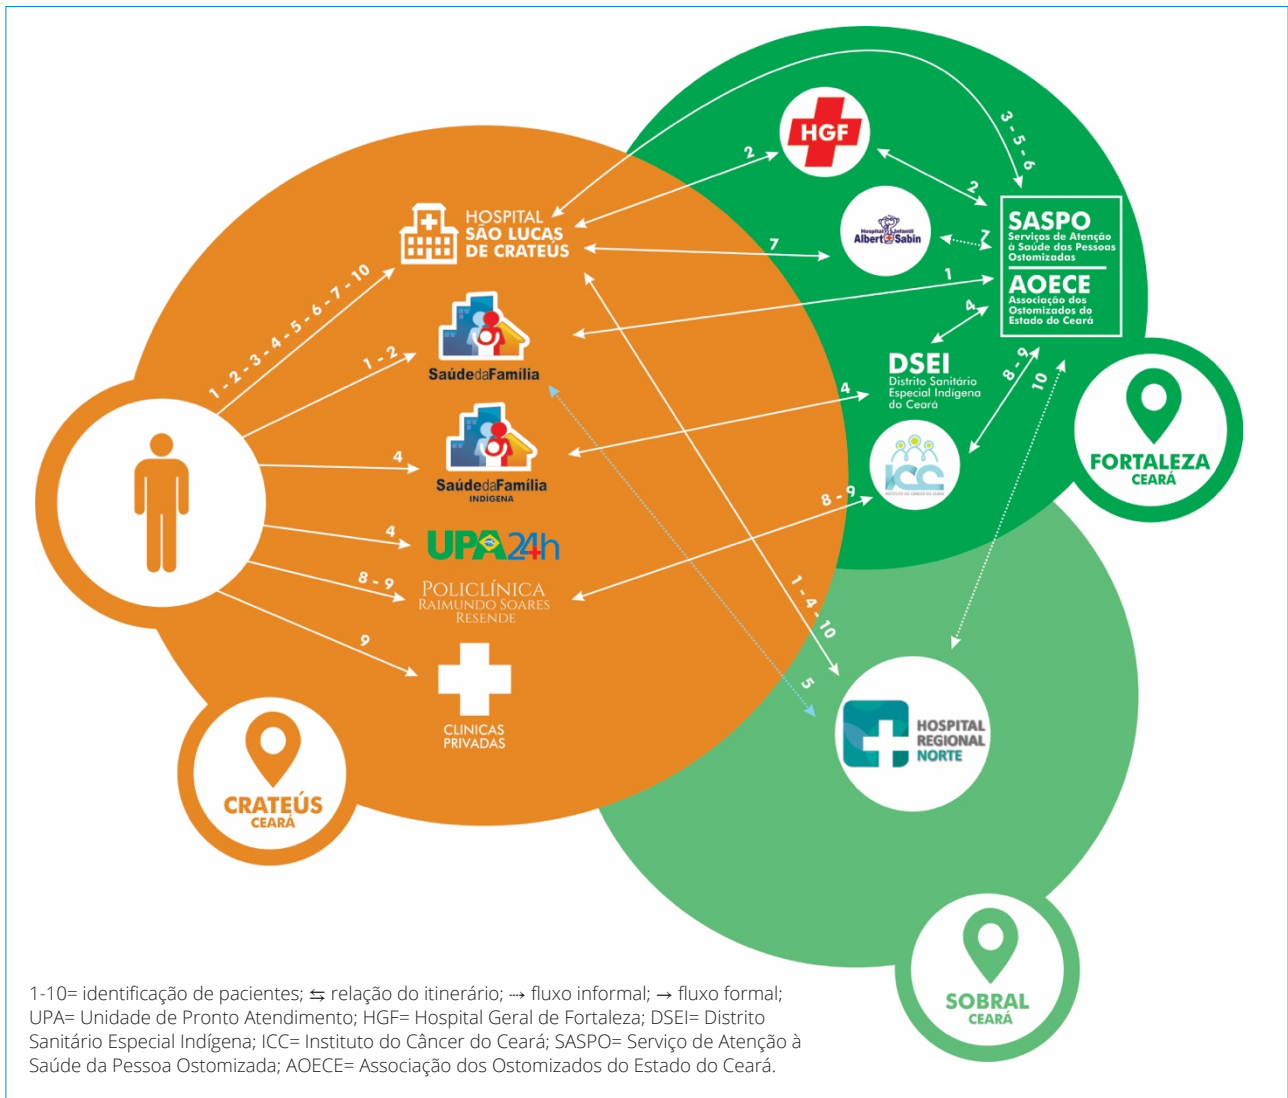 HGF
3 - 5 - 6
2
2
HOSPITAL
SÃO LUCAS
DE CRATEÚS
Hospital Infantil
Albert Sabin
7
7
SASPO
Serviços de Atenção
à Saúde das Pessoas
Ostomizadas
AOECE
Associação dos
Ostomizados do
Estado do Ceará
1
4
1 - 2 - 3 - 4 - 5 - 6 - 7 - 10
1 - 2
SaúdedaFamília
DSEI
Distrito Sanitário
Especial Indígena
do Ceará
4
8 - 9
10
4
SaúdedaFamília
INDÍGENA
ICC
INSTITUTO DO CÂNCER DO CEARÁ
8 - 9
FORTALEZA
CEARÁ
4
UPA24h
8 - 9
POLICLÍNICA
RAIMUNDO SOARES
RESENDE
1 - 4 - 10
9
5
CLINICAS
PRIVADAS
HOSPITAL
REGIONAL
NORTE
CRATEÚS
CEARÁ
SOBRAL
CEARÁ
1-10= identificação de pacientes; ⇆ relação do itinerário; ⤑ fluxo informal; → fluxo formal;
UPA= Unidade de Pronto Atendimento; HGF= Hospital Geral de Fortaleza; DSEI= Distrito
Sanitário Especial Indígena; ICC= Instituto do Câncer do Ceará; SASPO= Serviço de Atenção à
Saúde da Pessoa Ostomizada; AOECE= Associação dos Ostomizados do Estado do Ceará.